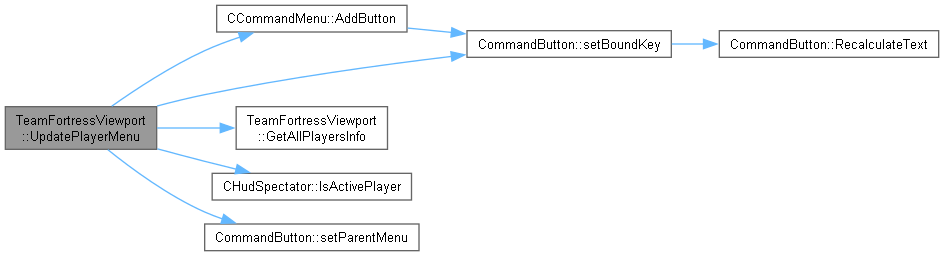 CCommandMenu::AddButton
CommandButton::setBoundKey
CommandButton::RecalculateText
TeamFortressViewport
::UpdatePlayerMenu
TeamFortressViewport
::GetAllPlayersInfo
CHudSpectator::IsActivePlayer
CommandButton::setParentMenu